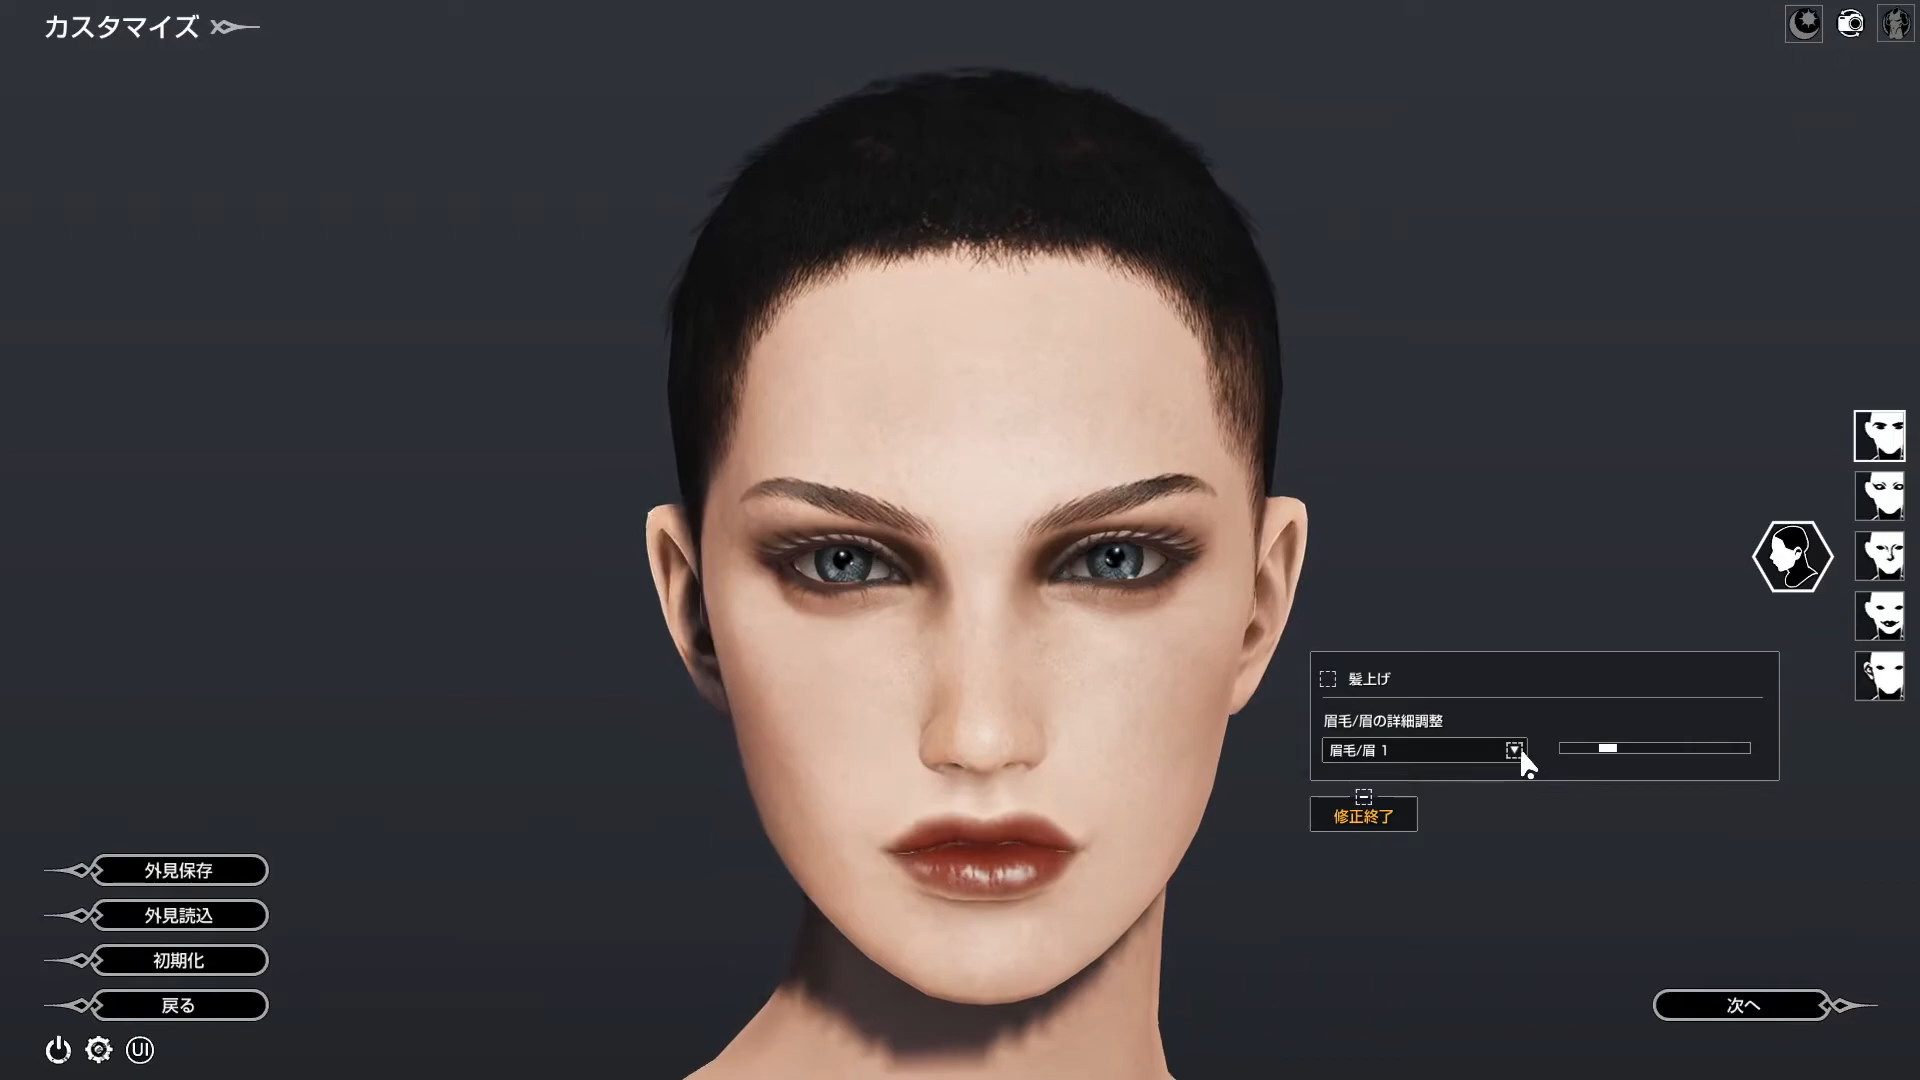 カスタマイズ
髪上げ
眉毛/眉の詳細調整
眉毛/眉 1
修正終了
外見保存
外見読込
初期化
戻る
次へ
UI